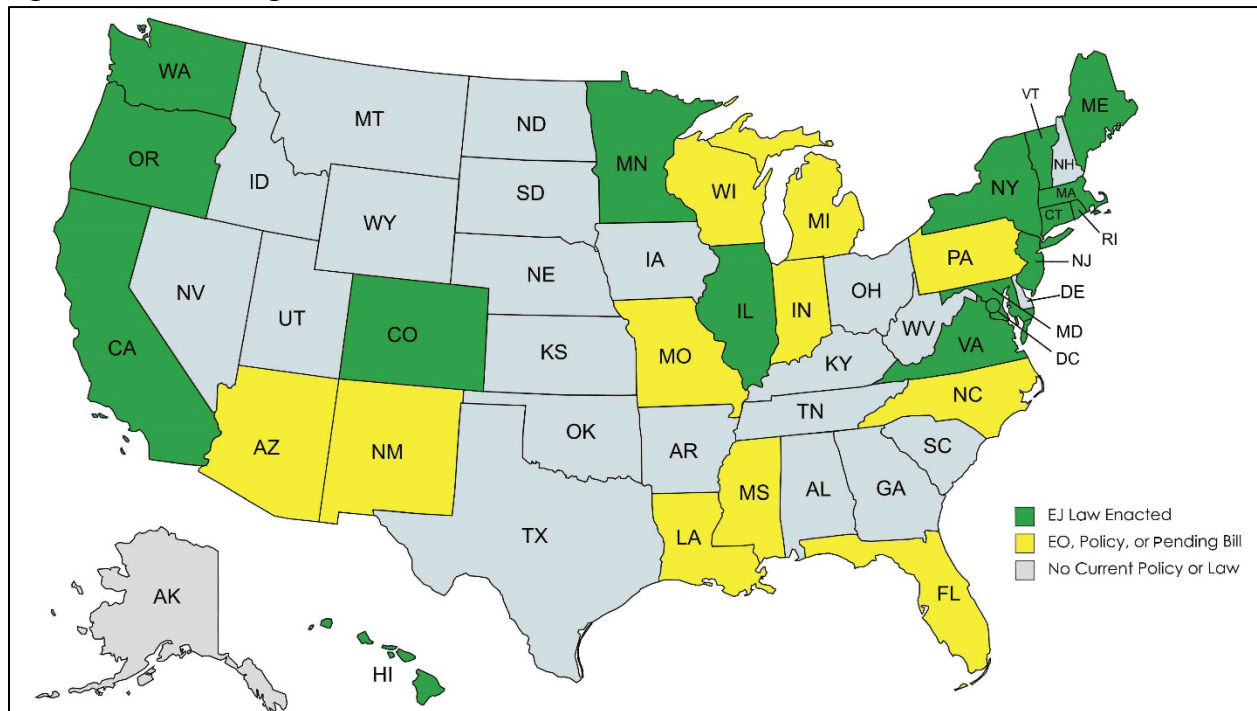 WA
MT
ND
MN
VT
ME
OR
ID
SD
WI
NY
NH
MA
WY
MI
CT
RI
IA
PA
NJ
NE
NV
OH
DE
UT
IL
IN
CA
CO
WV
MD
KS
MO
VA
DC
KY
NC
TN
AZ
NM
OK
AR
SC
MS
AL
GA
TX
LA
EJ Law Enacted
EO, Policy, or Pending Bill
No Current Policy or Law
FL
AK
HI